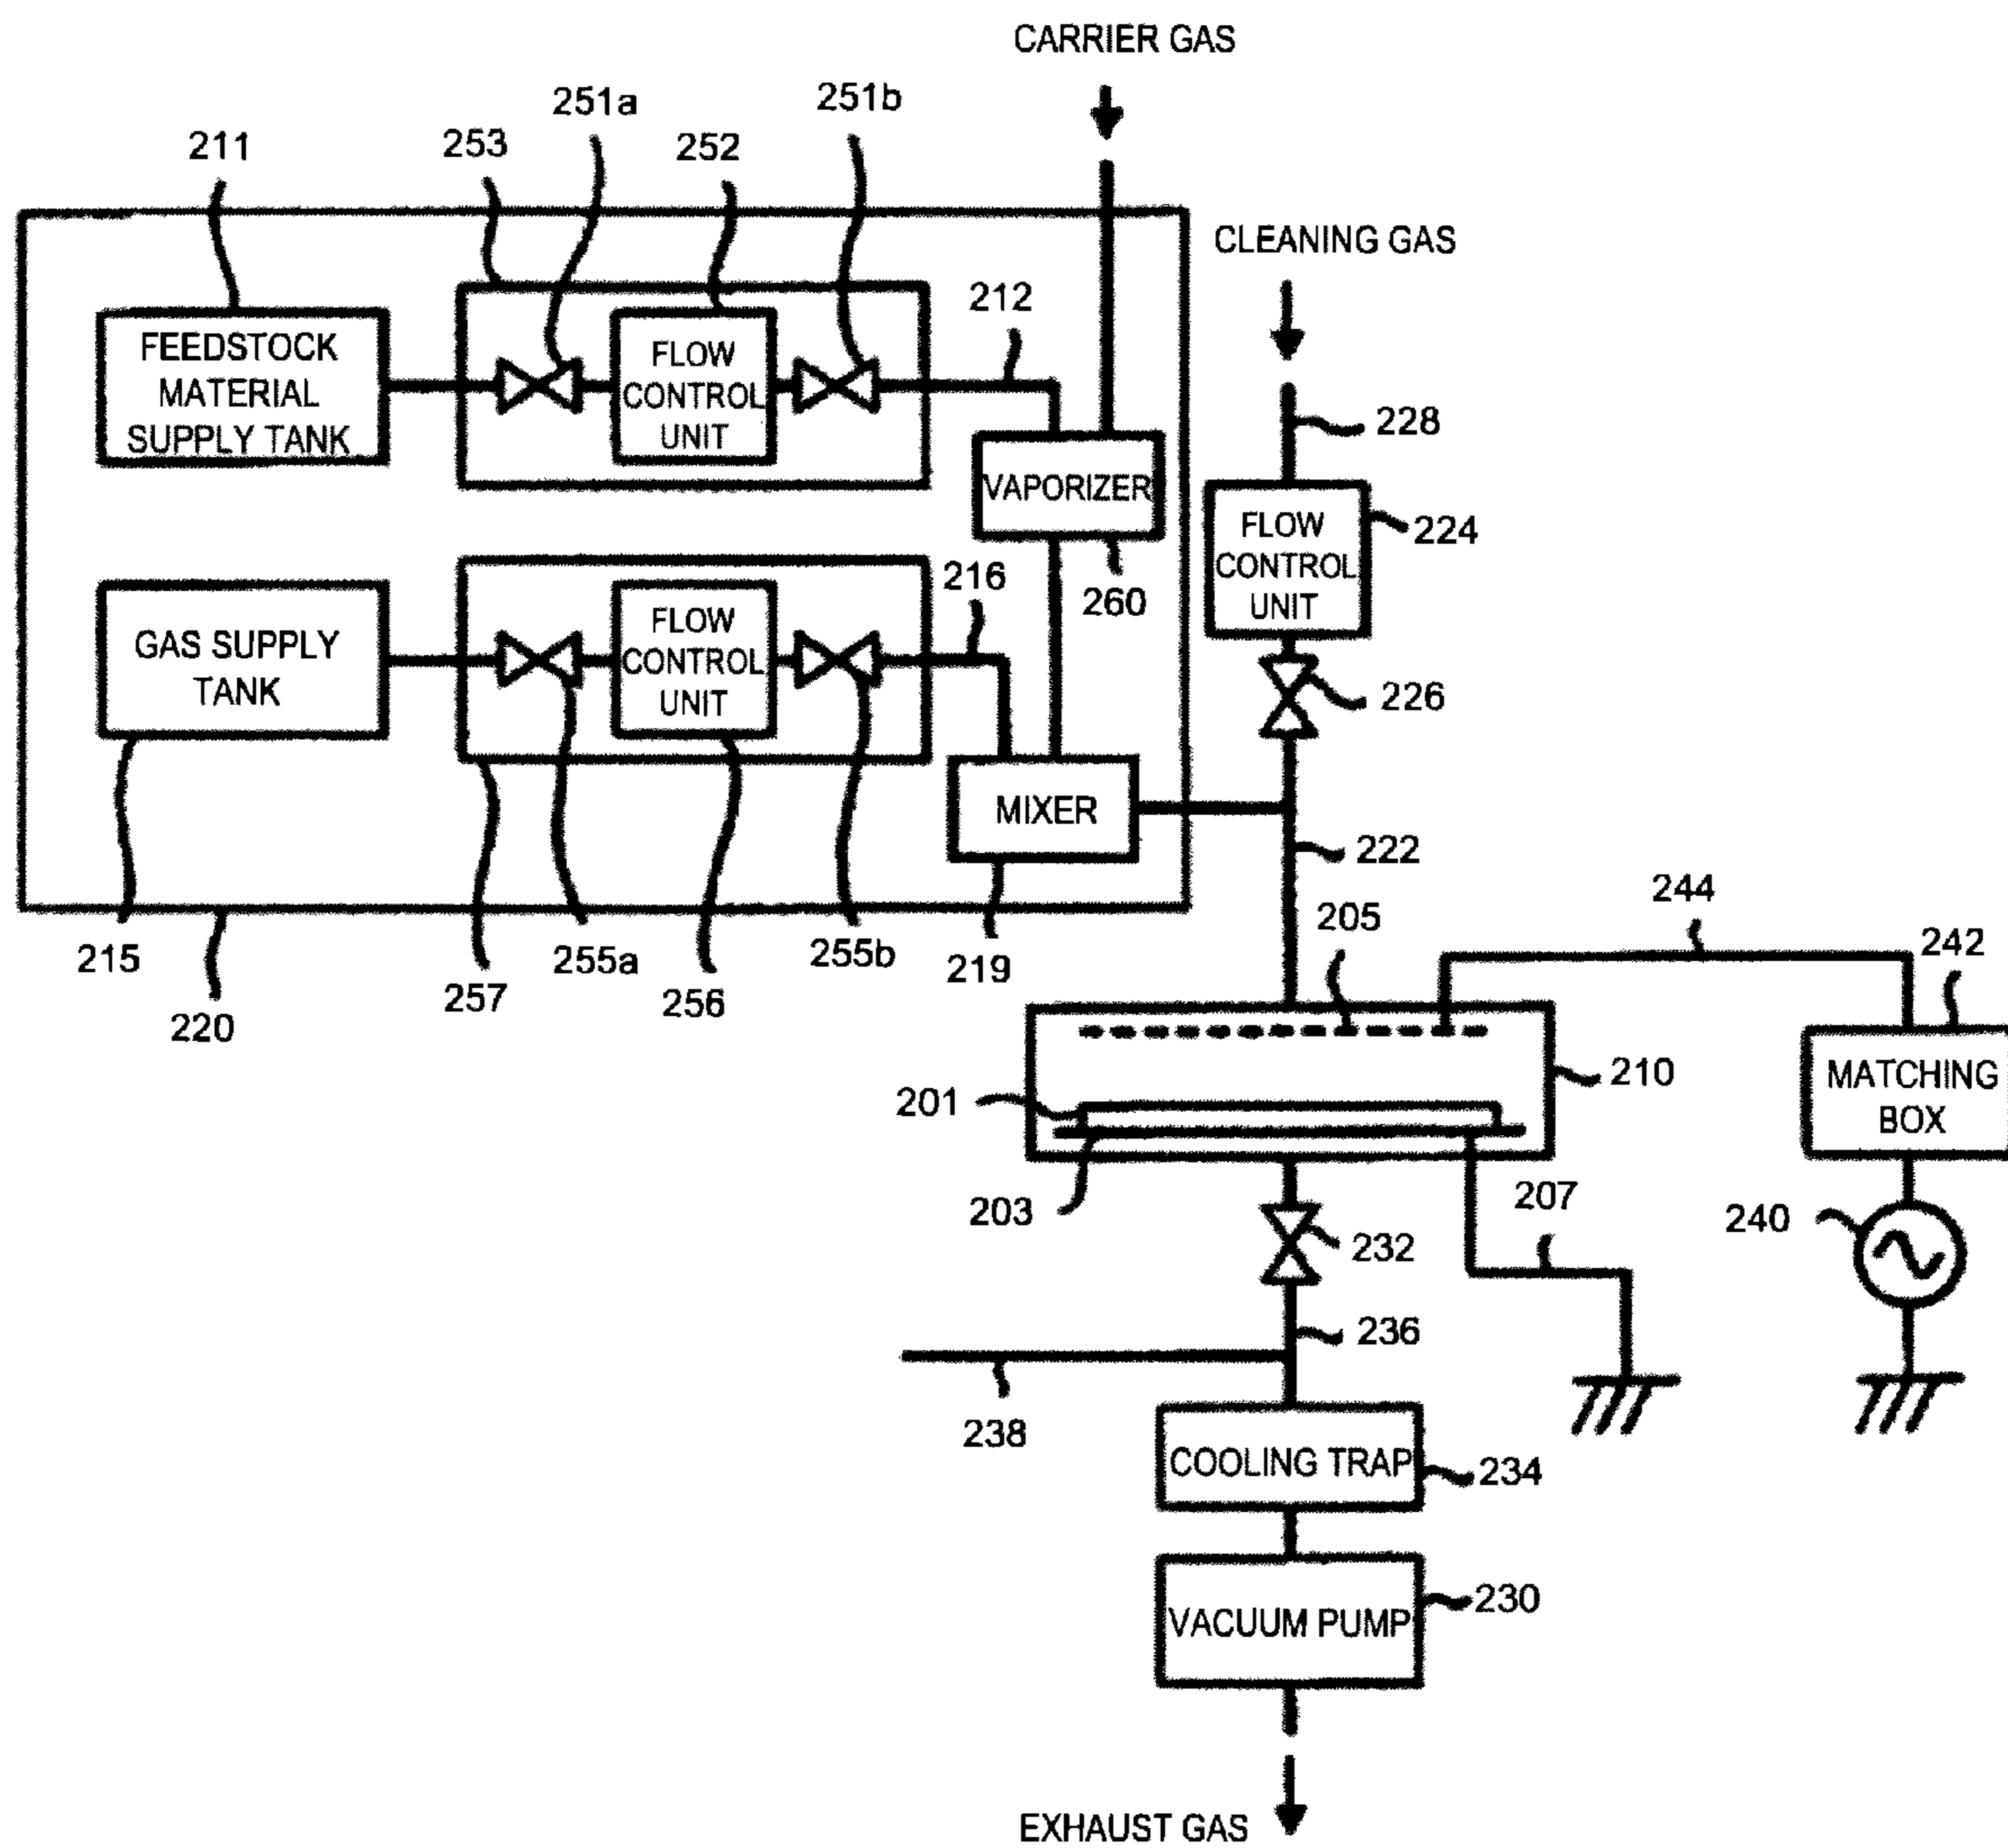 CARRIER GAS
251a
251b
211
253
252
CLEANING GAS
FEEDSTOCK
MATERIAL
SUPPLY TANK
FLOW
CONTROL
UNIT
212
228
VAPORIZER
FLOW
CONTROL
UNIT
224
216
260
GAS SUPPLY
TANK
FLOW
CONTROL
UNIT
226
MIXER
222
244
205
242
215
255a
255b
219
257
256
220
210
MATCHING
BOX
201
203
207
240
232
236
238
COOLING TRAP
234
VACUUM PUMP
230
EXHAUST GAS